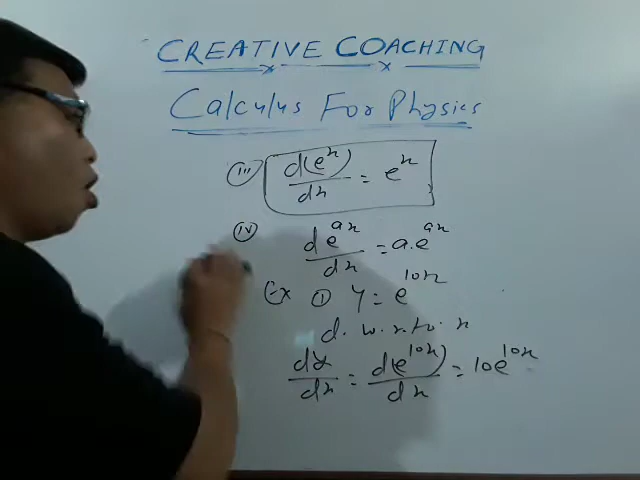 CREATIVE COACHING
Calculus For Physics
(iii) d(e^x)/dx = e^x
(iv) de^ax/dx = a.e^ax
Ex (1) y = e^10x
d. w. r. to. x
dy/dx = d(e^10x)/dx = 10e^10x